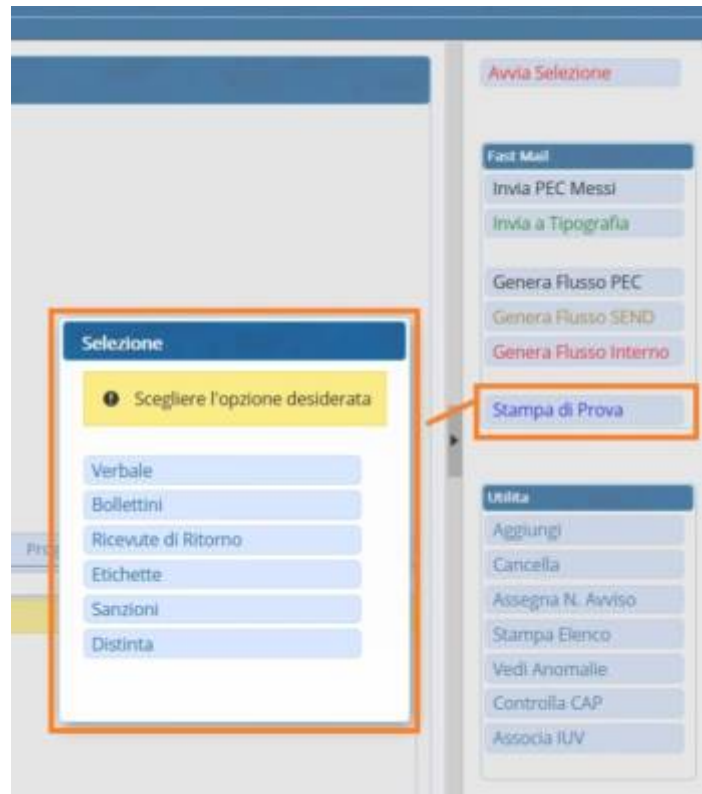 Avvia Selezione
Fast Mail
Invia PEC Messi
Invia a Tipografia
Genera Flusso PEC
Genera Flusso SEND
Genera Flusso Interno
Stampa di Prova
Selezione
Scegliere l'opzione desiderata
Verbale
Bollettini
Ricevute di Ritorno
Etichette
Sanzioni
Distinta
Prog
Utilita
Aggiungi
Cancella
Assegna N. Avviso
Stampa Elenco
Vedi Anomalie
Controlla CAP
Associa IUV